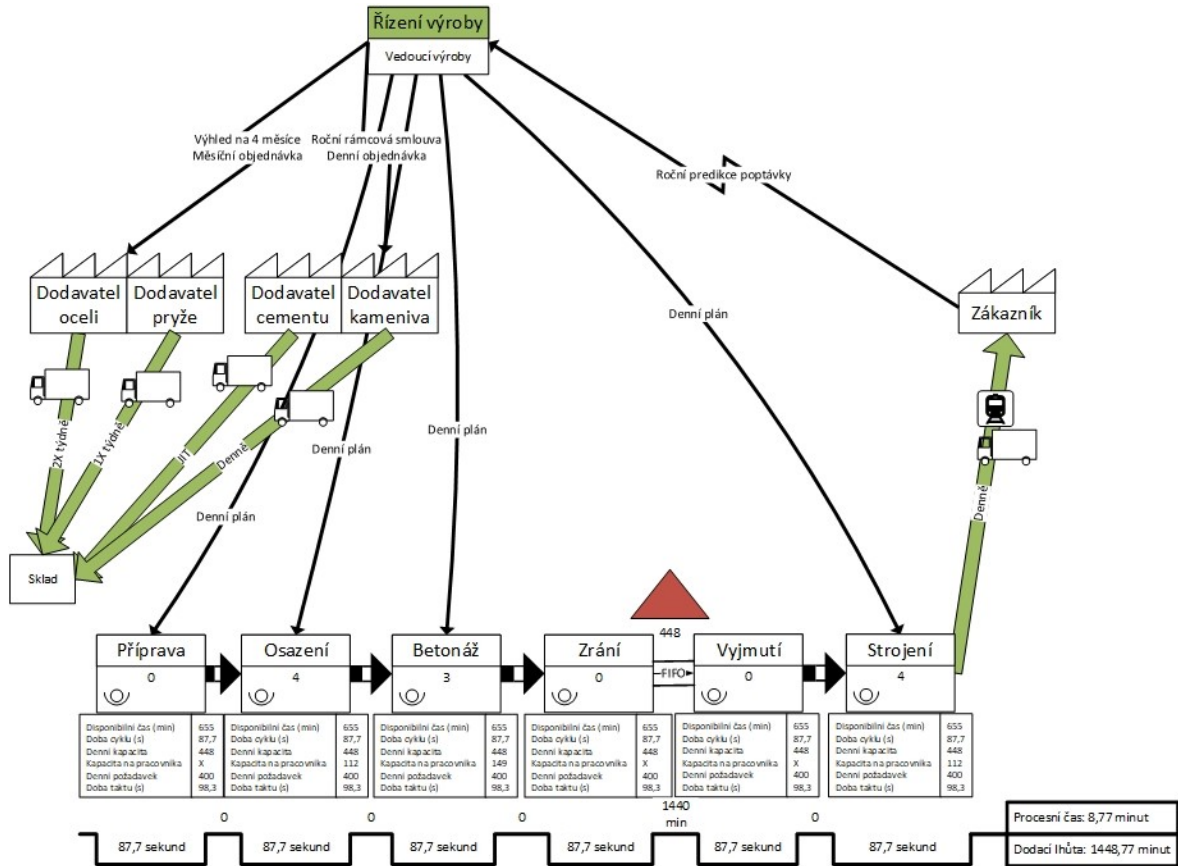 Řízení výroby
Vedoucí výroby
Výhled na 4 měsíce
Měsíční objednávka
Roční rámcová smlouva
Denní objednávka
Roční predikce poptávky
Dodavatel
oceli
Dodavatel
pryže
Dodavatel
cementu
Dodavatel
kameniva
Zákazník
2X týdně
1X týdně
JIT
Denně
Denní plán
Denní plán
Denní plán
Denní plán
Denně
Sklad
448
Příprava
0
Osazení
4
Betonáž
3
Zrání
0
FIFO
Vyjmutí
0
Strojení
4
Disponibilní čas (min) 655
Doba cyklu (s) 87,7
Denní kapacita 448
Kapacita na pracovníka X
Denní požadavek 400
Doba taktu (s) 98,3
Disponibilní čas (min) 655
Doba cyklu (s) 87,7
Denní kapacita 448
Kapacita na pracovníka 112
Denní požadavek 400
Doba taktu (s) 98,3
Disponibilní čas (min) 655
Doba cyklu (s) 87,7
Denní kapacita 448
Kapacita na pracovníka 149
Denní požadavek 400
Doba taktu (s) 98,3
Disponibilní čas (min) 655
Doba cyklu (s) 87,7
Denní kapacita 448
Kapacita na pracovníka X
Denní požadavek 400
Doba taktu (s) 98,3
Disponibilní čas (min) 655
Doba cyklu (s) 87,7
Denní kapacita 448
Kapacita na pracovníka X
Denní požadavek 400
Doba taktu (s) 98,3
Disponibilní čas (min) 655
Doba cyklu (s) 87,7
Denní kapacita 448
Kapacita na pracovníka 112
Denní požadavek 400
Doba taktu (s) 98,3
0
0
0
1440
min
0
87,7 sekund
87,7 sekund
87,7 sekund
87,7 sekund
87,7 sekund
87,7 sekund
Procesní čas: 8,77 minut
Dodací lhůta: 1448,77 minut